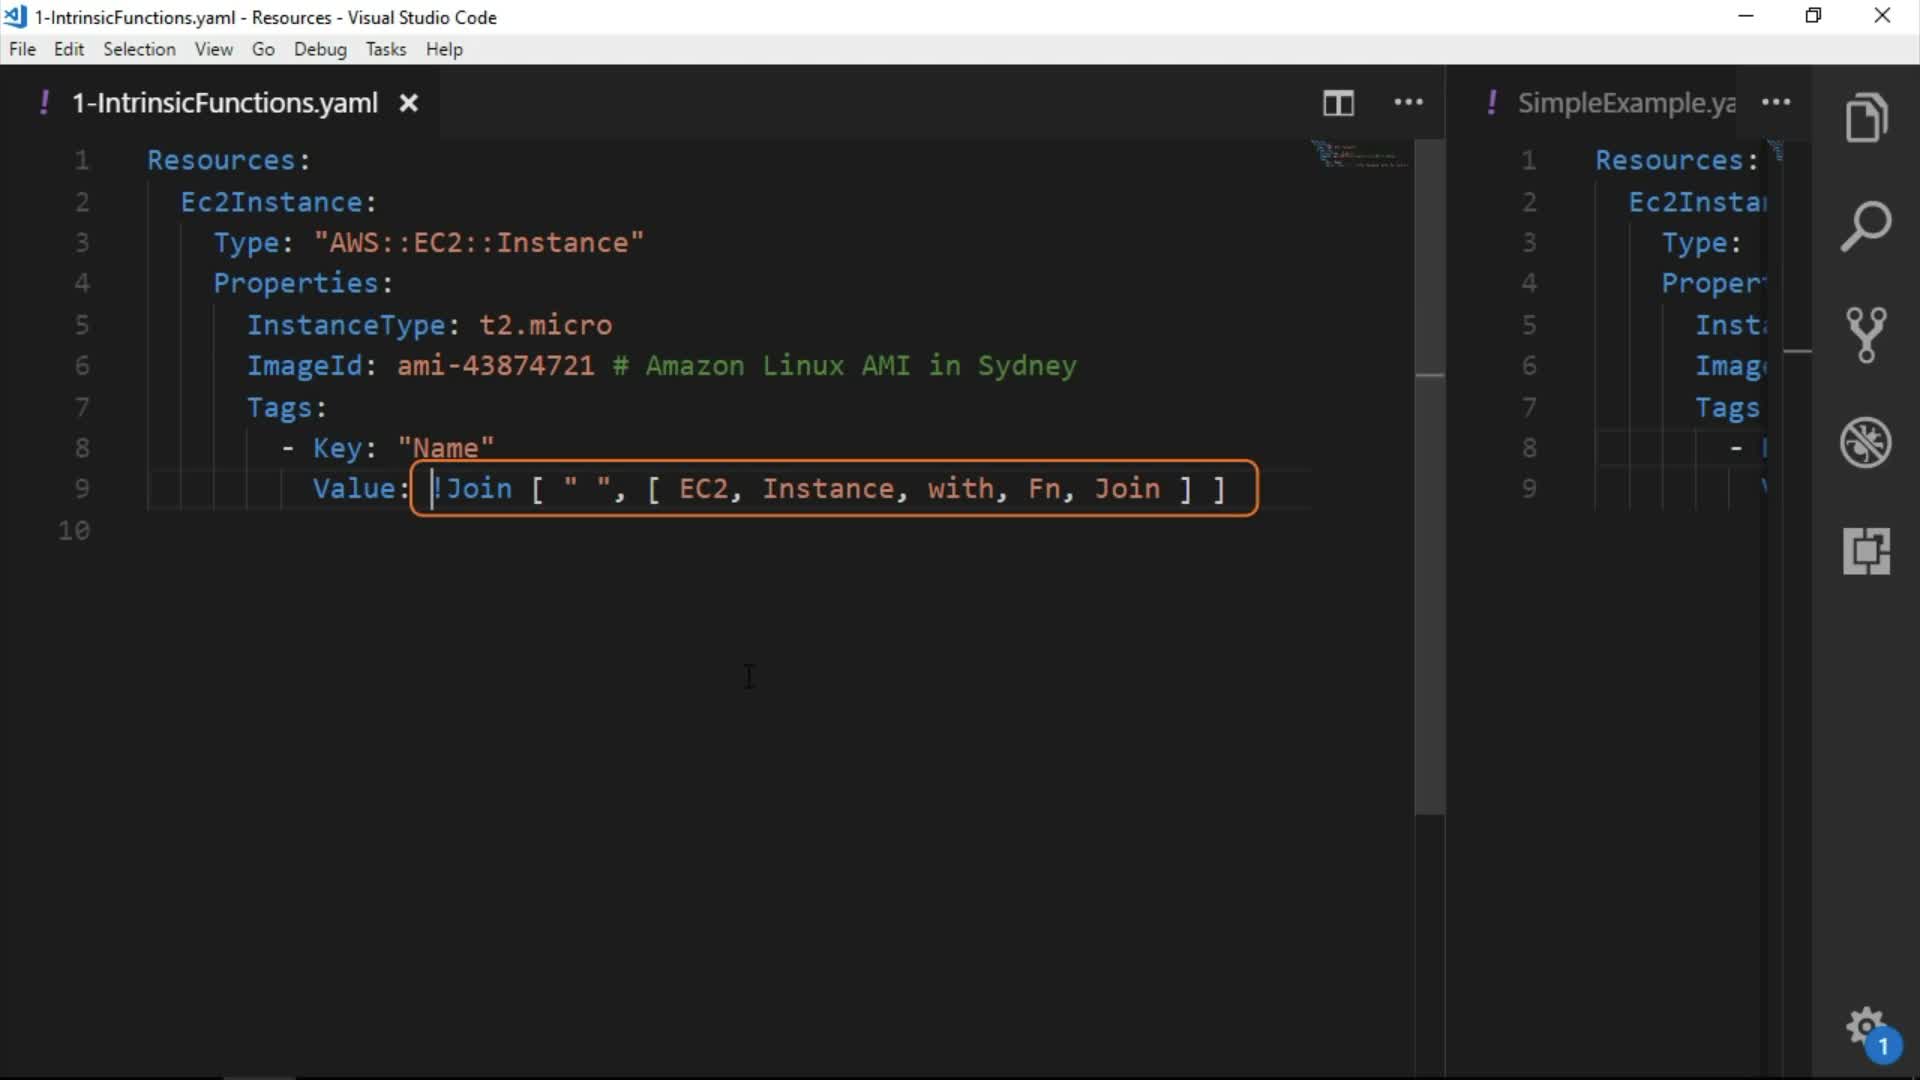 1-IntrinsicFunctions.yaml - Resources - Visual Studio Code
File Edit Selection View Go Debug Tasks Help
! 1-IntrinsicFunctions.yaml
1 Resources:
2 Ec2Instance:
3 Type: "AWS::EC2::Instance"
4 Properties:
5 InstanceType: t2.micro
6 ImageId: ami-43874721 # Amazon Linux AMI in Sydney
7 Tags:
8 - Key: "Name"
9 Value: !Join [ " ", [ EC2, Instance, with, Fn, Join ] ]
10
! SimpleExample.ya
1 Resources:
2 Ec2Instan
3 Type:
4 Proper
5 Inst
6 Imag
7 Tags
8 -
9
1